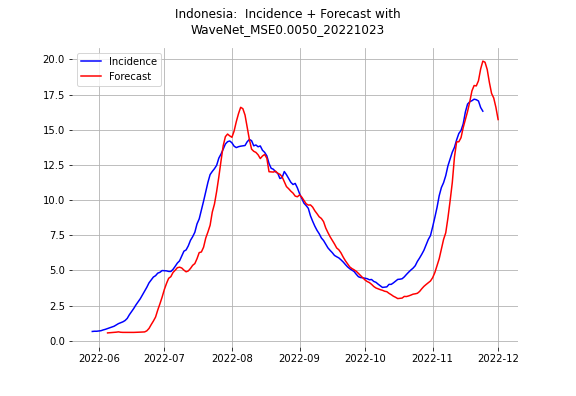 Indonesia:  Incidence + Forecast with
WaveNet_MSE0.0050_20221023
Incidence
Forecast
20.0
17.5
15.0
12.5
10.0
7.5
5.0
2.5
0.0
2022-06 2022-07 2022-08 2022-09 2022-10 2022-11 2022-12